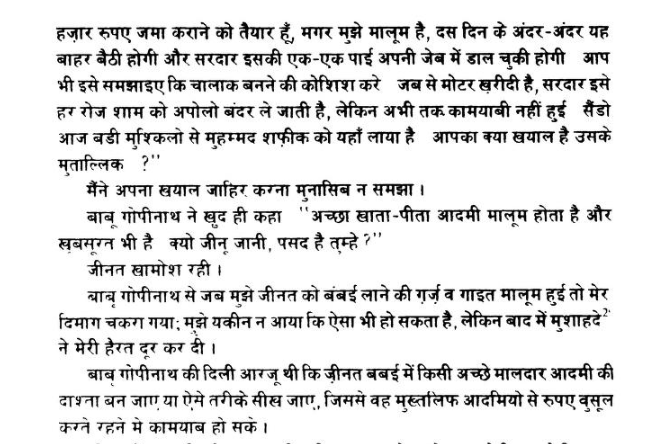 हज़ार रुपए जमा कराने को तैयार हूँ, मगर मुझे मालूम है, दस दिन के अंदर-अंदर यह
बाहर बैठी होगी और सरदार इसकी एक-एक पाई अपनी जेब में डाल चुकी होगी आप
भी इसे समझाइए कि चालाक बनने की कोशिश करे जब से मोटर ख़रीदी है, सरदार इसे
हर रोज शाम को अपोलो बंदर ले जाती है, लेकिन अभी तक कामयाबी नहीं हुई सैंडो
आज बडी मुश्किलो से मुहम्मद शफ़ीक को यहाँ लाया है आपका क्या खयाल है उसके
मुताल्लिक ?''
मैंने अपना खयाल जाहिर करना मुनासिब न समझा ।
बाबू गोपीनाथ ने ख़ुद ही कहा ''अच्छा खाता-पीता आदमी मालूम होता है और
खूबसूरत भी है क्यो जीनू जानी, पसद है तुम्हे ?''
जीनत खामोश रही ।
बाबू गोपीनाथ से जब मुझे जीनत को बंबई लाने की ग़र्ज़ व गाइत मालूम हुई तो मेर
दिमाग चकरा गया; मुझे यकीन न आया कि ऐसा भी हो सकता है, लेकिन बाद में मुशाहदे²
ने मेरी हैरत दूर कर दी ।
बाबू गोपीनाथ की दिली आरजू थी कि ज़ीनत बबई में किसी अच्छे मालदार आदमी की
दाश्ता बन जाए या ऐसे तरीके सीख जाए, जिससे वह मुख़्तलिफ आदमियो से रुपए वुसूल
करते रहने मे कामयाब हो सके ।